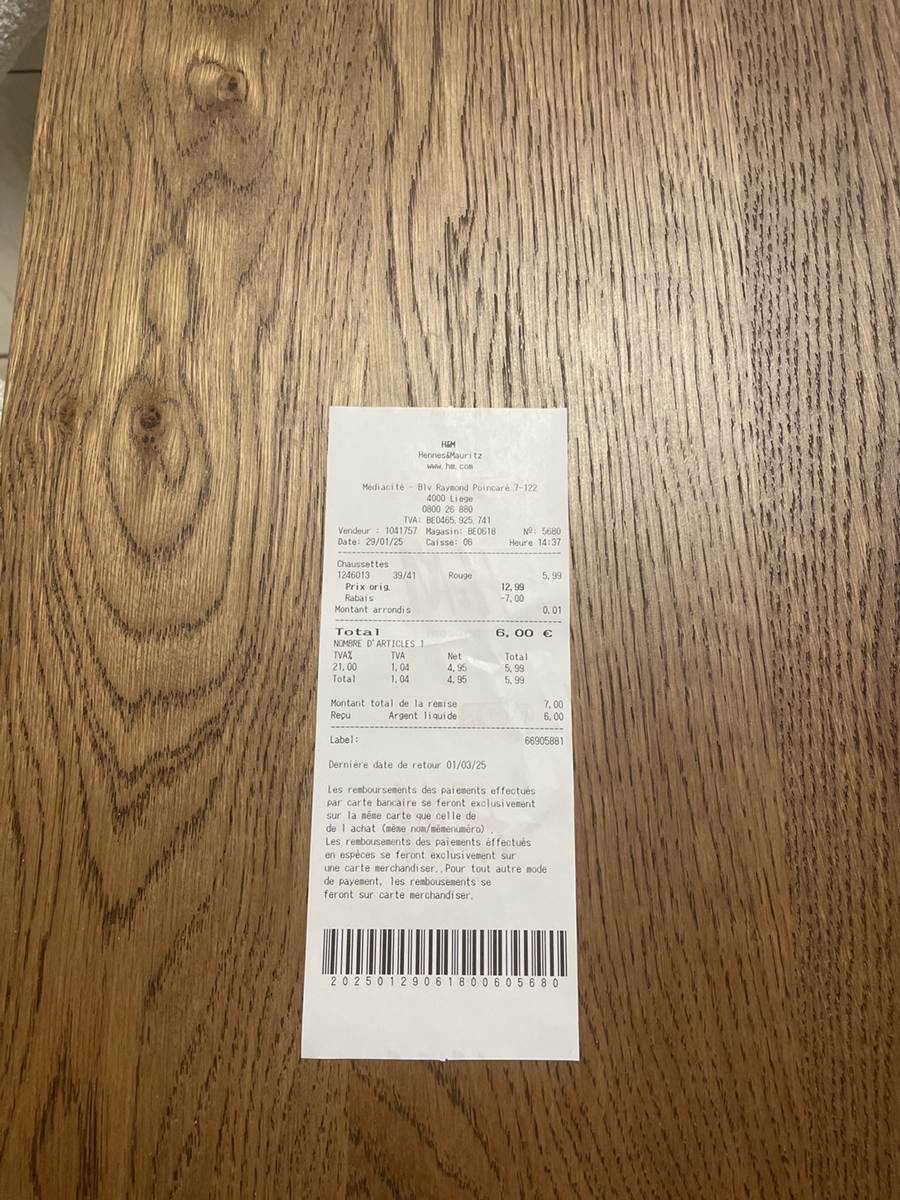 H&M
Hennes&Mauritz
www.hm.com
Médiacité - Blv Raymond Poincaré 7-122
4000 Liege
0800 26 880
TVA: BE0465.925.741
Vendeur : 1041757 Magasin: BE0618 Nº: 5680
Date: 29/01/25 Caisse: 06 Heure 14:37
Chaussettes
1246013 39/41 Rouge 5,99
Prix orig. 12,99
Rabais -7,00
Montant arrondis 0,01
Total 6,00 €
NOMBRE D'ARTICLES 1
TVA% TVA Net Total
21,00 1,04 4,95 5,99
Total 1,04 4,95 5,99
Montant total de la remise 7,00
Reçu Argent liquide 6,00
Label: 66905881
Dernière date de retour 01/03/25
Les remboursements des paiements effectués
par carte bancaire se feront exclusivement
sur la même carte que celle de
de l achat (même nom/mêmenuméro) .
Les rembousements des paiements éffectués
en espèces se feront exclusivement sur
une carte merchandiser..Pour tout autre mode
de payement, les rembousements se
feront sur carte merchandiser.
20250129061800605680